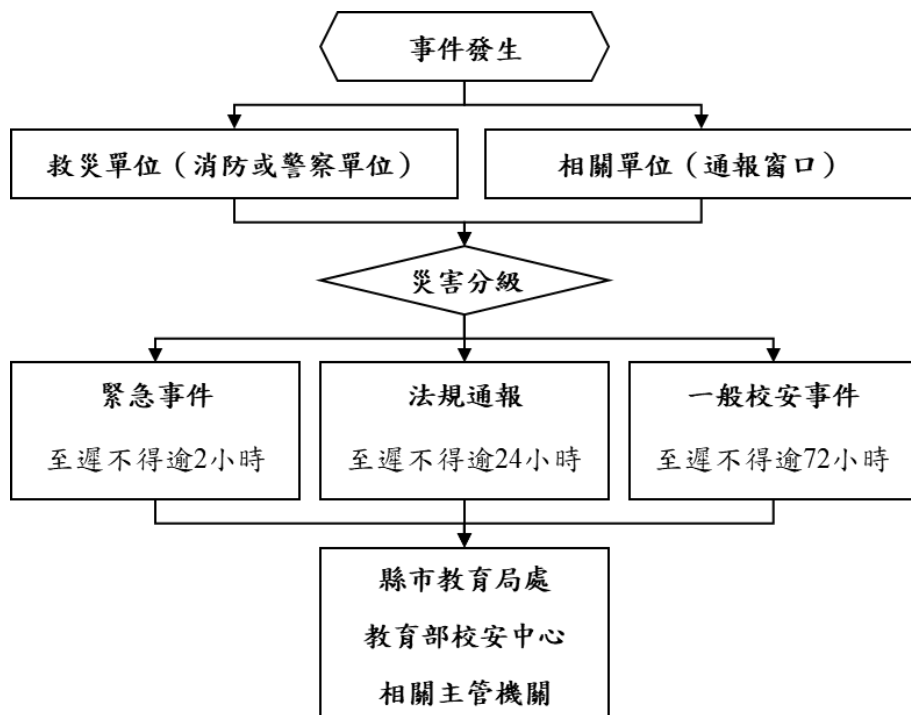 事件發生
救災單位（消防或警察單位）
相關單位（通報窗口）
災害分級
緊急事件
至遲不得逾2小時
法規通報
至遲不得逾24小時
一般校安事件
至遲不得逾72小時
縣市教育局處
教育部校安中心
相關主管機關